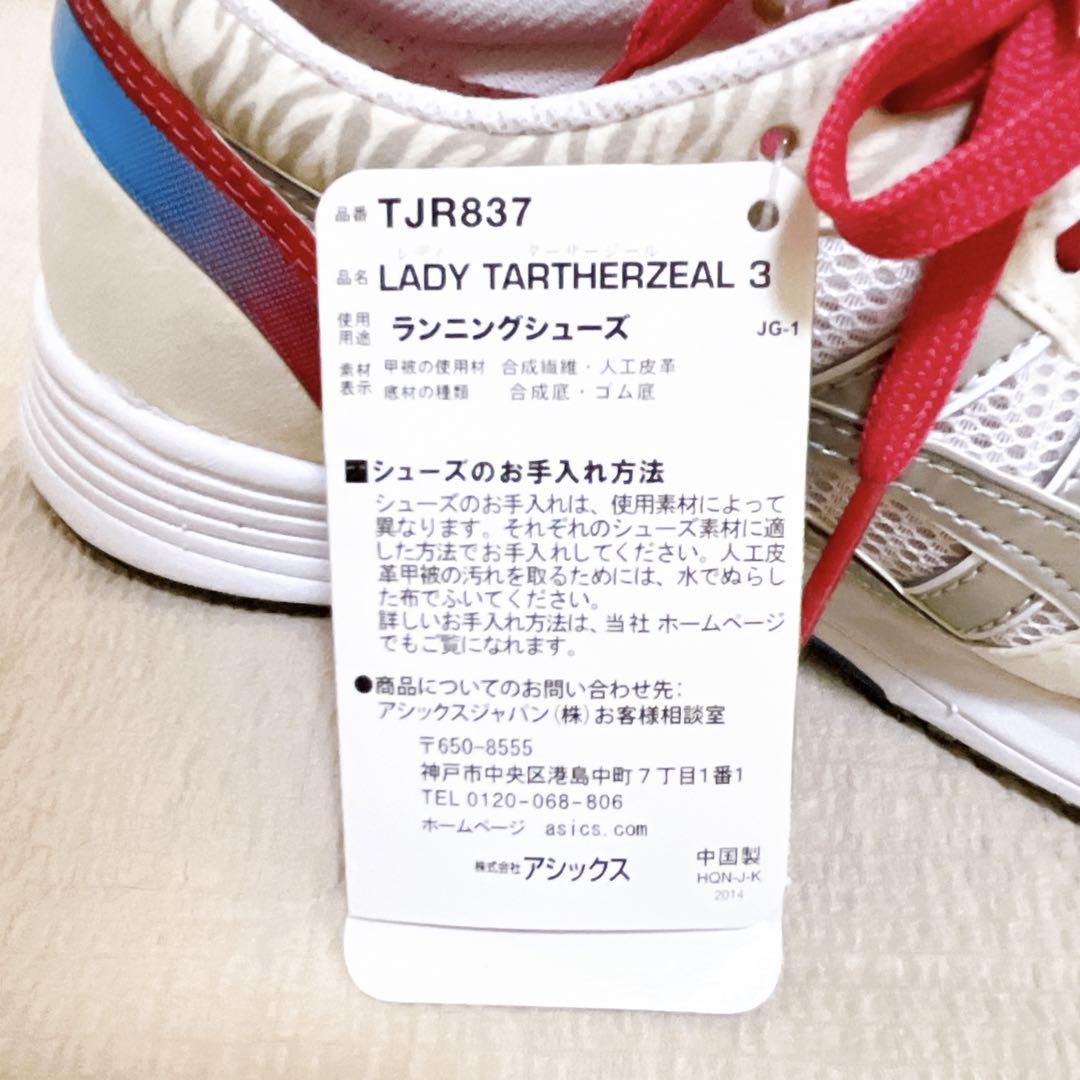 品番 TJR837
レディ ターサージール
品名 LADY TARTHERZEAL 3
使用用途 ランニングシューズ JG-1
素材表示 甲被の使用材 合成繊維・人工皮革
底材の種類 合成底・ゴム底
■シューズのお手入れ方法
シューズのお手入れは、使用素材によって
異なります。それぞれのシューズ素材に適
した方法でお手入れしてください。人工皮
革甲被の汚れを取るためには、水でぬらし
た布でふいてください。
詳しいお手入れ方法は、当社 ホームページ
でもご覧になれます。
●商品についてのお問い合わせ先:
アシックスジャパン(株)お客様相談室
〒650-8555
神戸市中央区港島中町7丁目1番1
TEL 0120-068-806
ホームページ asics.com
株式会社アシックス 中国製
HQN-J-K
2014